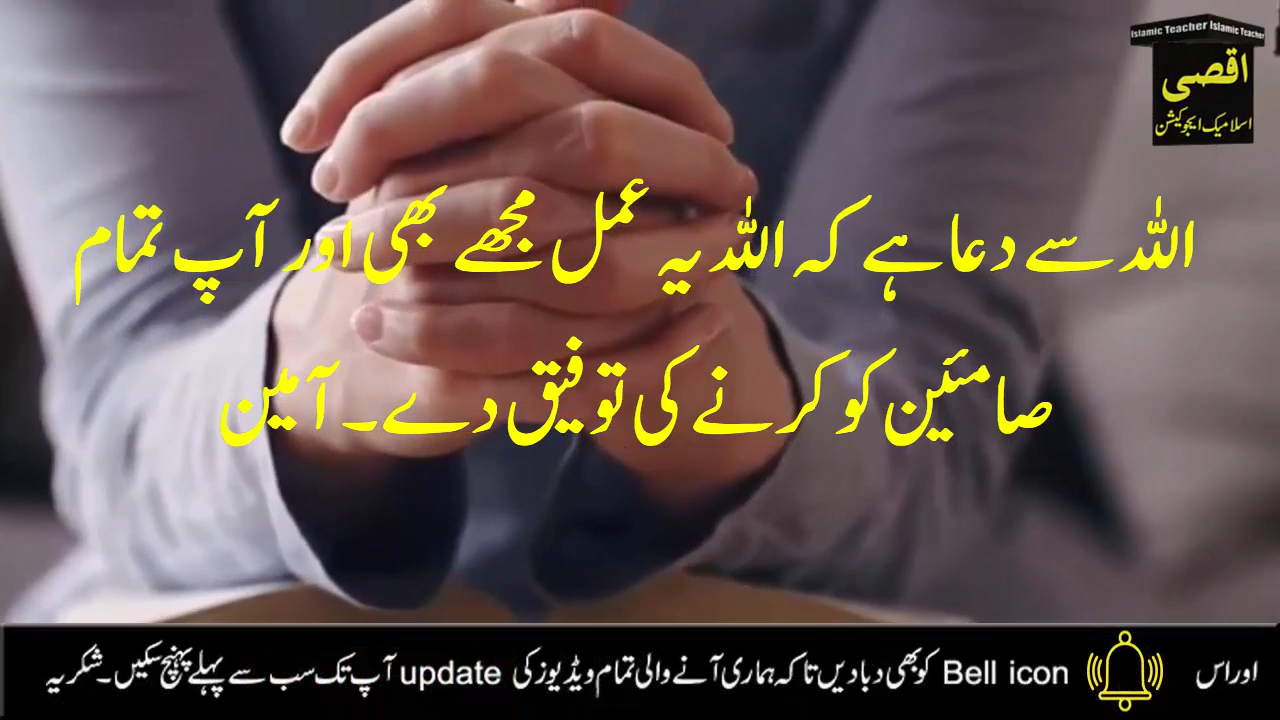 Islamic Teacher Islamic Teacher
اقصی
اسلامیک ایجوکیشن
اللہ سے دعا ہے کہ اللہ یہ عمل مجھے بھی اور آپ تمام
صامئین کو کرنے کی توفیق دے۔ آمین
اور اس Bell icon کو بھی دبا دیں تا کہ ہماری آنے والی تمام ویڈیوز کی update آپ تک سب سے پہلے پہنچ سکیں۔ شکریہ